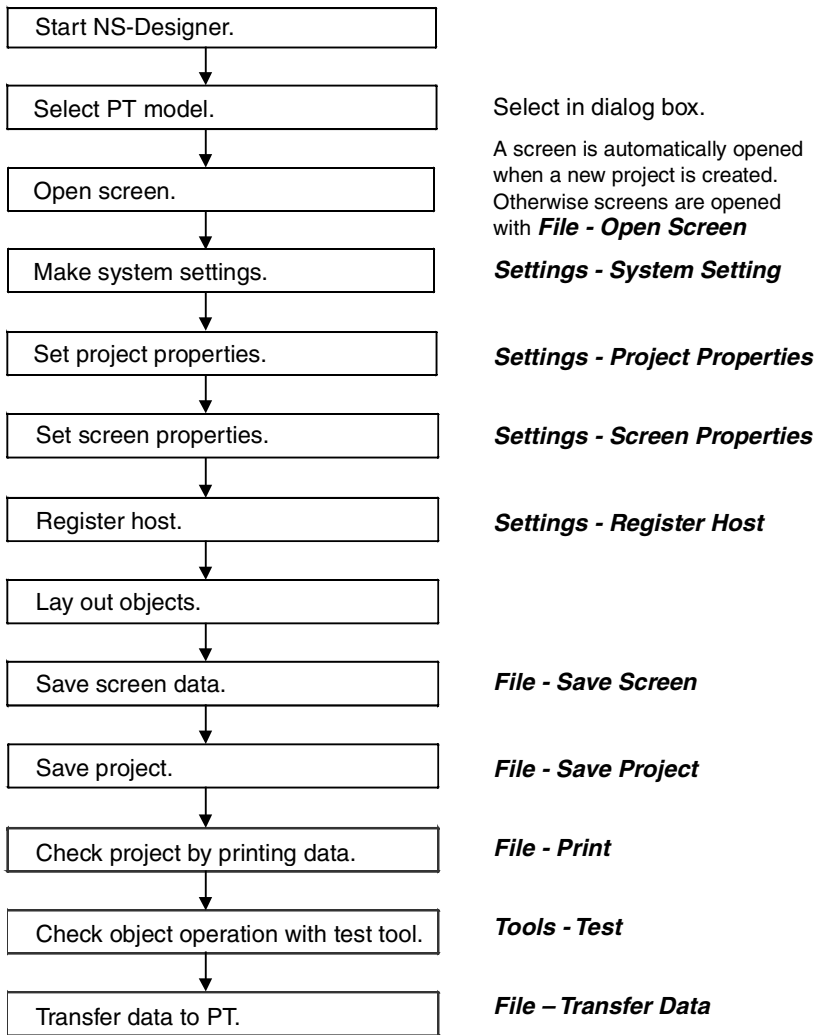 Start NS-Designer.
Select PT model.
Select in dialog box.
Open screen.
A screen is automatically opened
when a new project is created.
Otherwise screens are opened
with File - Open Screen
Make system settings.
Settings - System Setting
Set project properties.
Settings - Project Properties
Set screen properties.
Settings - Screen Properties
Register host.
Settings - Register Host
Lay out objects.
Save screen data.
File - Save Screen
Save project.
File - Save Project
Check project by printing data.
File - Print
Check object operation with test tool.
Tools - Test
Transfer data to PT.
File – Transfer Data